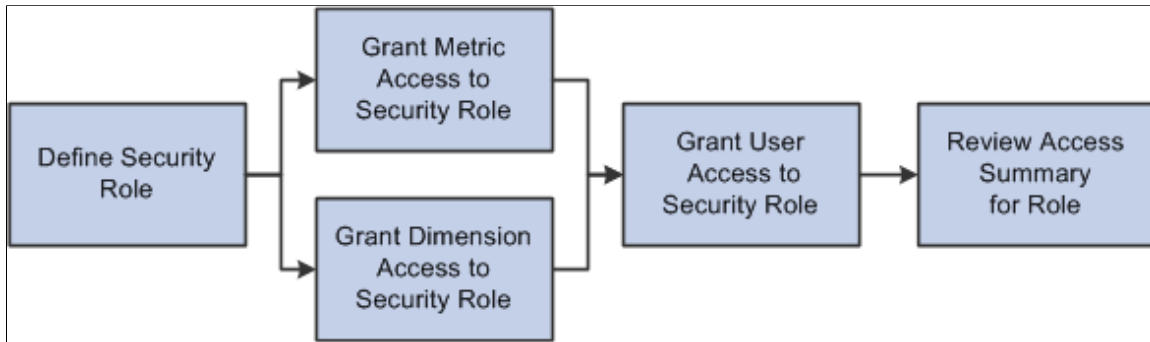 Define Security
Role
Grant Metric
Access to
Security Role
Grant Dimension
Access to
Security Role
Grant User
Access to
Security Role
Review Access
Summary
for Role